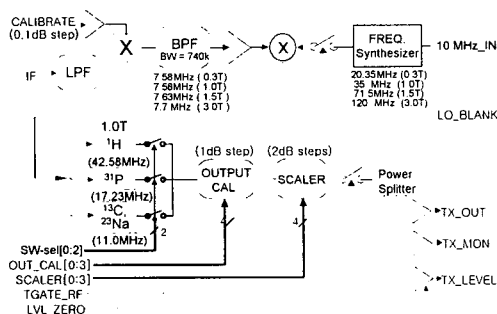 CALIBRATE
(0.1dB step)
IF
LPF
X
BPF
BW = 740k
7.58MHz (0.3T)
7.58MHz (1.0T)
7.63MHz (1.5T)
7.7 MHz (3.0T)
X
FREQ.
Synthesizer
10 MHz_IN
20.35MHz (0.3T)
35 MHz (1.0T)
71.5MHz (1.5T)
120 MHz (3.0T)
LO_BLANK
1.0T
¹H
(42.58MHz)
³¹P
(17.23MHz)
¹³C,
²³Na
(11.0MHz)
2
(1dB step)
OUTPUT
CAL
4
(2dB steps)
SCALER
4
Power
Splitter
TX_OUT
TX_MON
TX_LEVEL
SW-sel[0:2]
OUT_CAL[0:3]
SCALER[0:3]
TGATE_RF
LVL_ZERO